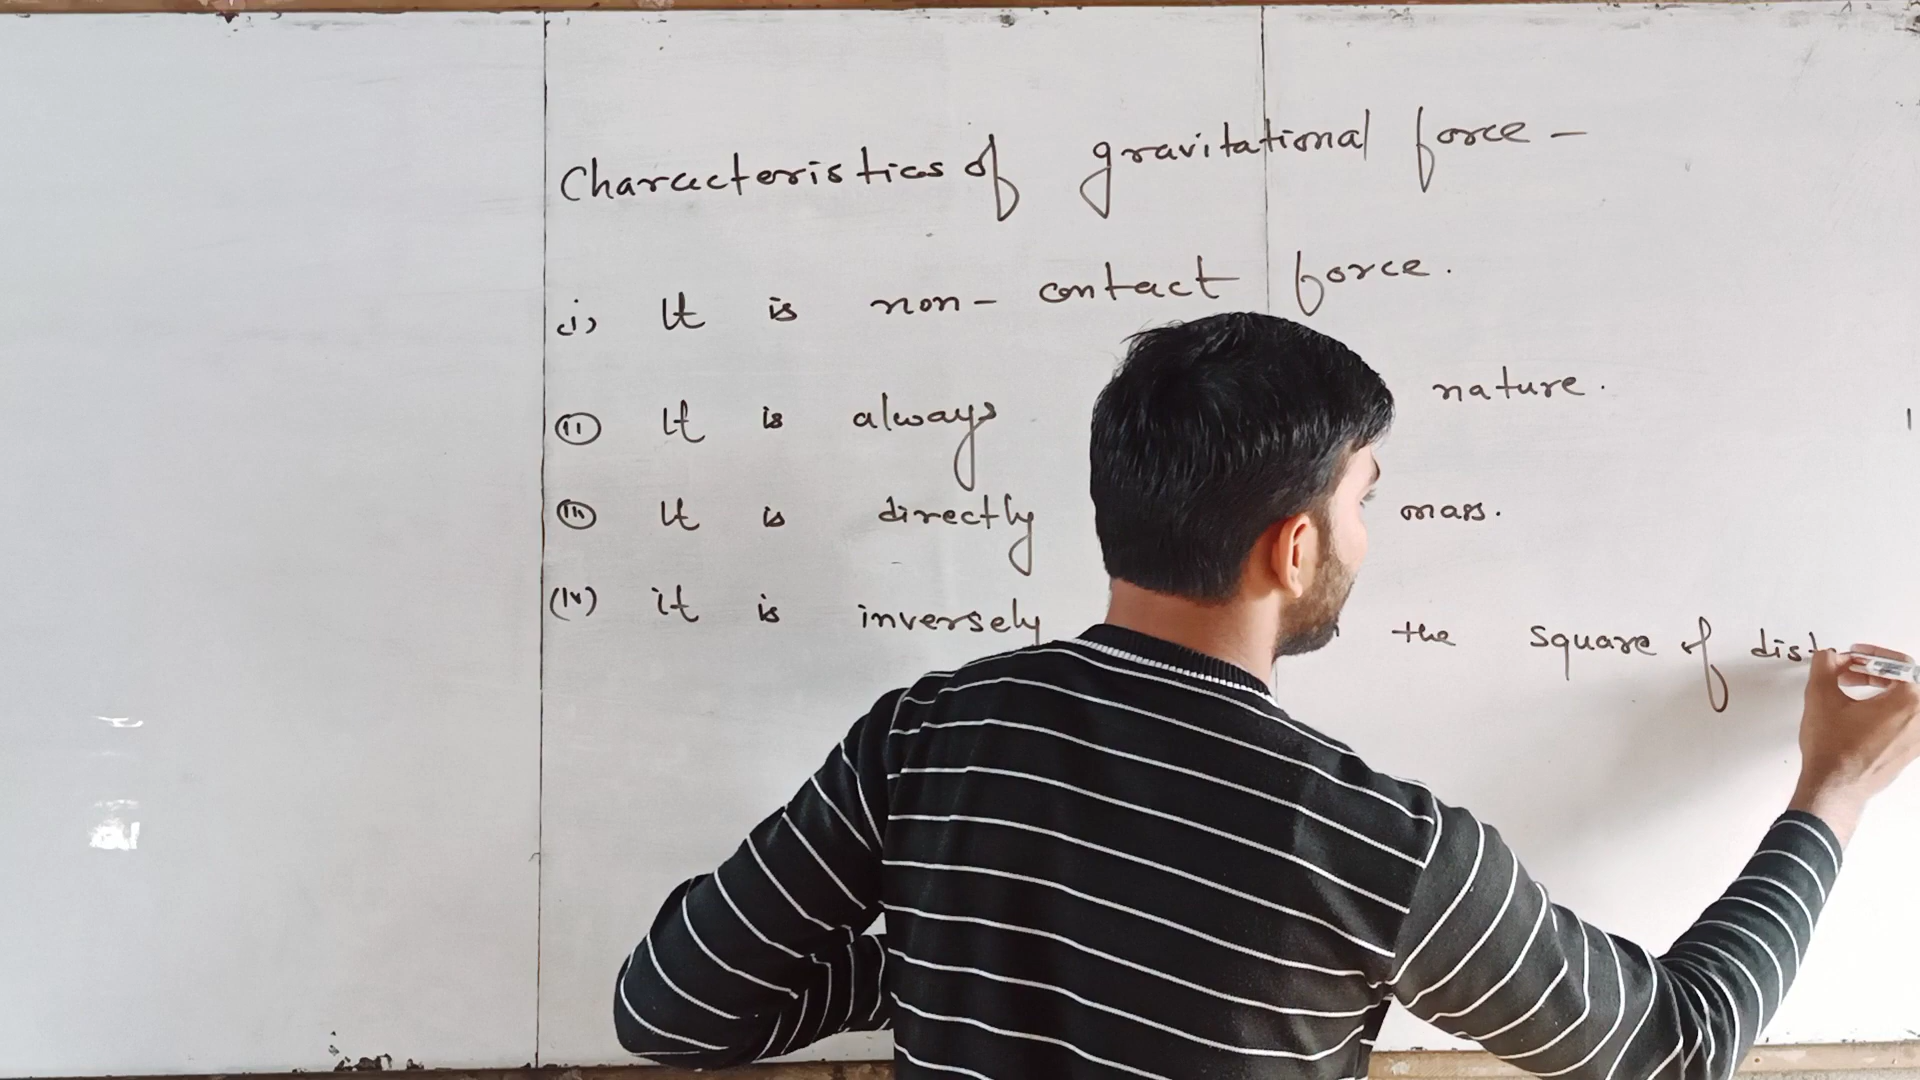 Characteristics of gravitational force -
(i) It is non- contact force.
(ii) It is always nature.
(iii) It is directly mass.
(iv) it is inversely the square of dist